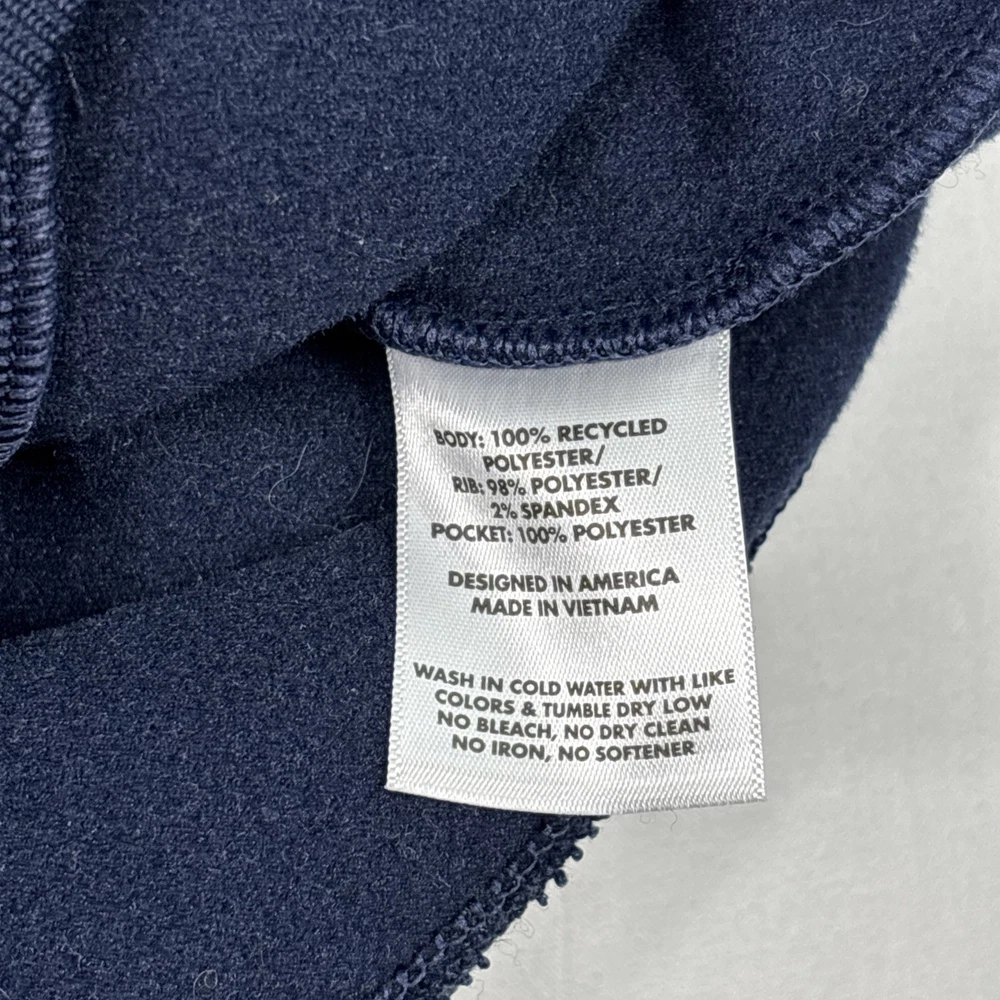 BODY: 100% RECYCLED
POLYESTER/
RIB: 98% POLYESTER/
2% SPANDEX
POCKET: 100% POLYESTER
DESIGNED IN AMERICA
MADE IN VIETNAM
WASH IN COLD WATER WITH LIKE
COLORS & TUMBLE DRY LOW
NO BLEACH, NO DRY CLEAN
NO IRON, NO SOFTENER